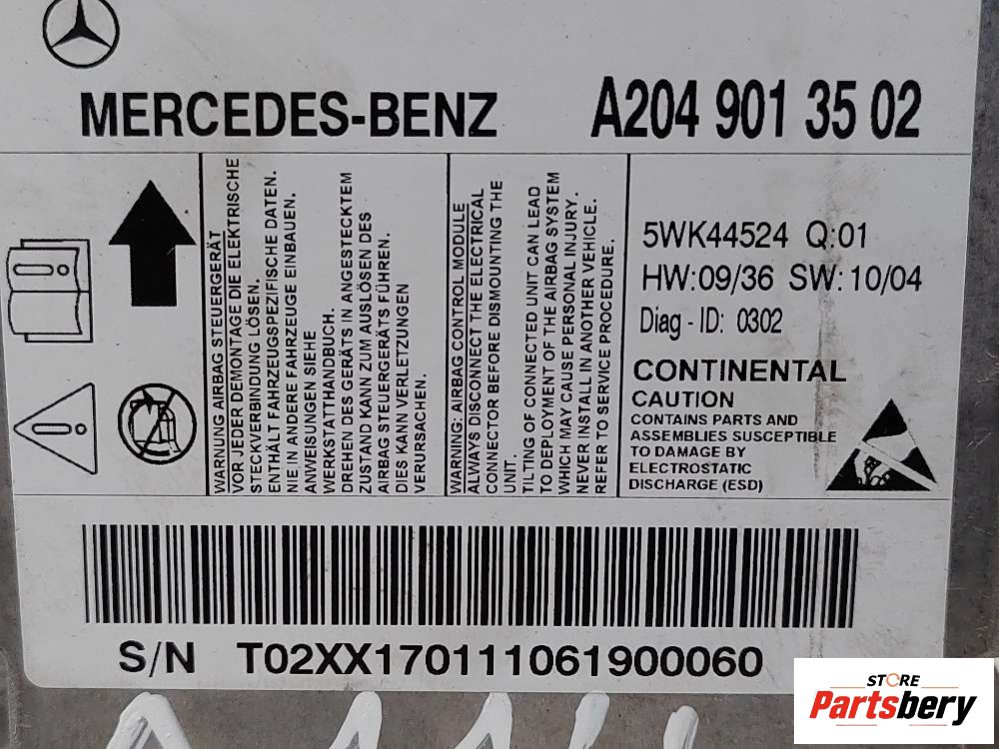 MERCEDES-BENZ
A204 901 35 02
WARNUNG AIRBAG STEUERGERÄT
VOR JEDER DEMONTAGE DIE ELEKTRISCHE
STECKVERBINDUNG LÖSEN.
ENTHÄLT FAHRZEUGSPEZIFISCHE DATEN.
NIE IN ANDERE FAHRZEUGE EINBAUEN.
ANWEISUNGEN SIEHE
WERKSTATTHANDBUCH.
DREHEN DES GERÄTS IN ANGESTECKTEM
ZUSTAND KANN ZUM AUSLÖSEN DES
AIRBAG STEUERGERÄTS FÜHREN.
DIES KANN VERLETZUNGEN
VERURSACHEN.
WARNING: AIRBAG CONTROL MODULE
ALWAYS DISCONNECT THE ELECTRICAL
CONNECTOR BEFORE DISMOUNTING THE
UNIT.
TILTING OF CONNECTED UNIT CAN LEAD
TO DEPLOYMENT OF THE AIRBAG SYSTEM
WHICH MAY CAUSE PERSONAL INJURY.
NEVER INSTALL IN ANOTHER VEHICLE.
REFER TO SERVICE PROCEDURE.
5WK44524 Q:01
HW:09/36 SW:10/04
Diag-ID: 0302
CONTINENTAL
CAUTION
CONTAINS PARTS AND
ASSEMBLIES SUSCEPTIBLE
TO DAMAGE BY
ELECTROSTATIC
DISCHARGE (ESD)
S/N T02XX170111061900060
STORE
Partsbery